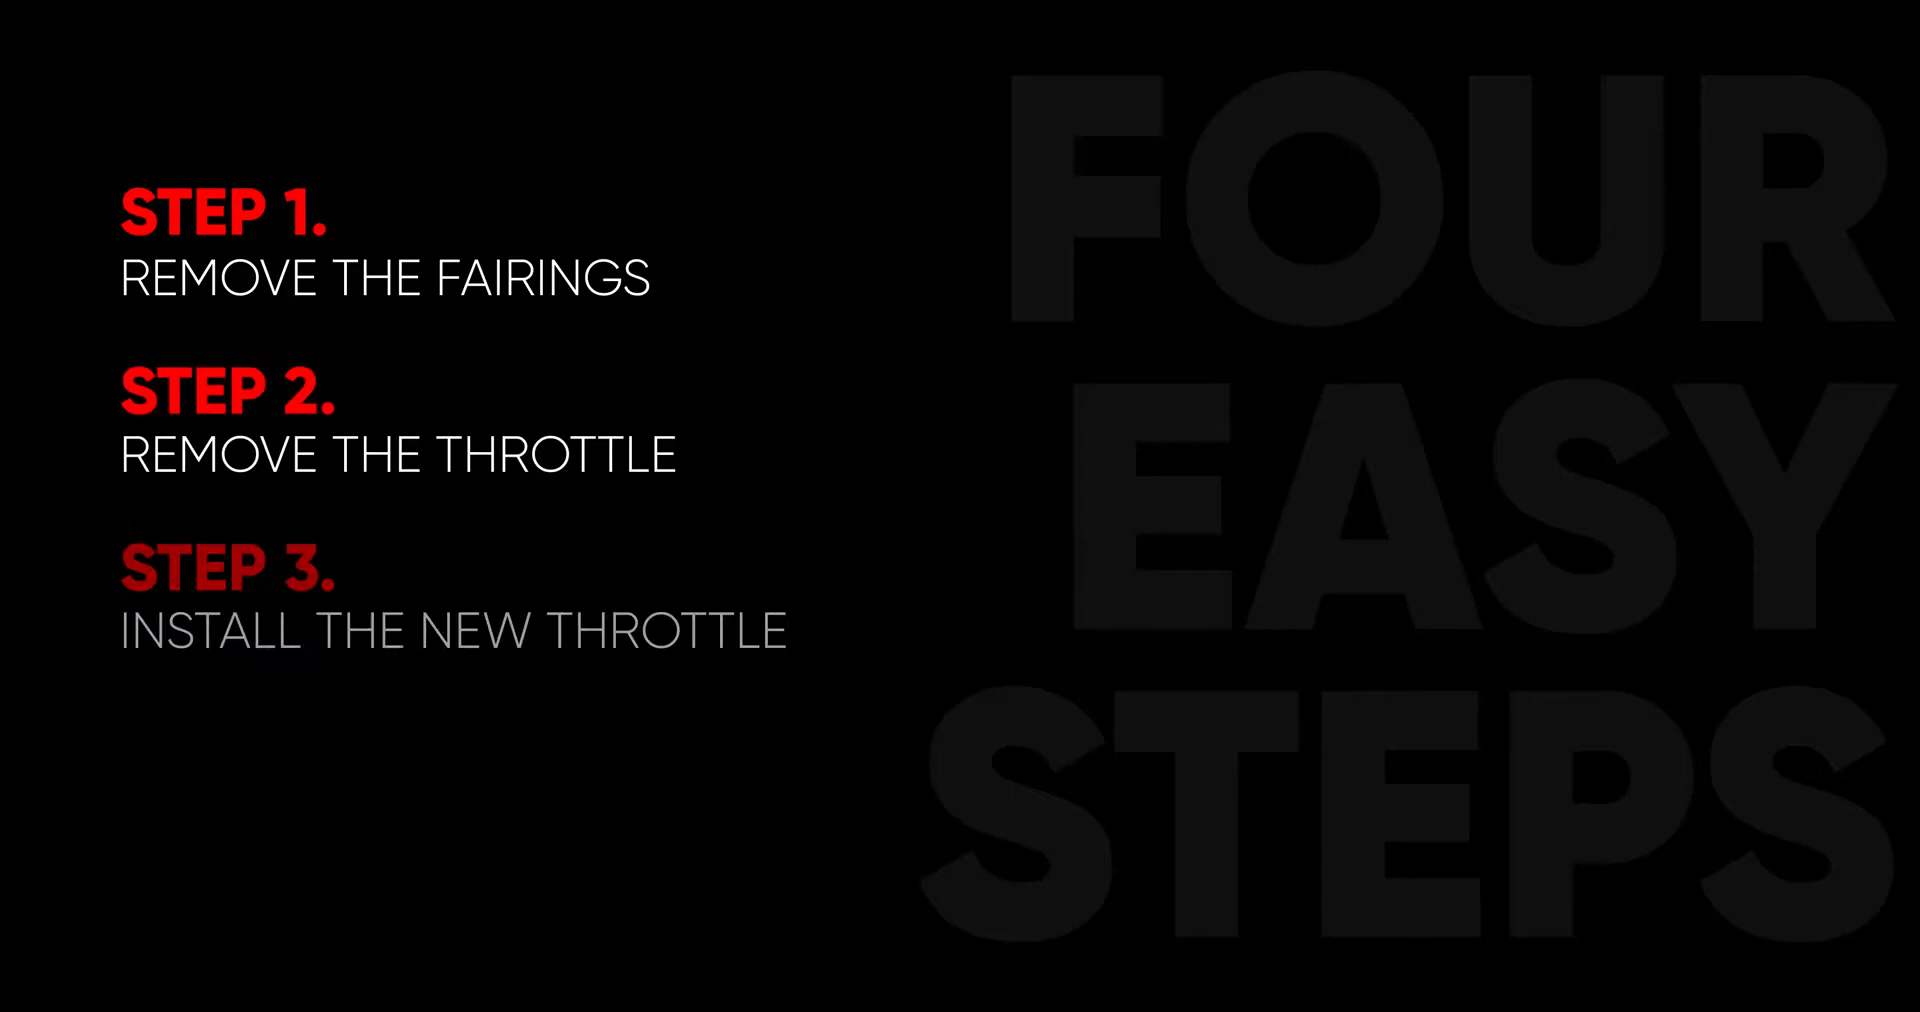 STEP 1.
REMOVE THE FAIRINGS
STEP 2.
REMOVE THE THROTTLE
STEP 3.
INSTALL THE NEW THROTTLE
FOUR
EASY
STEPS